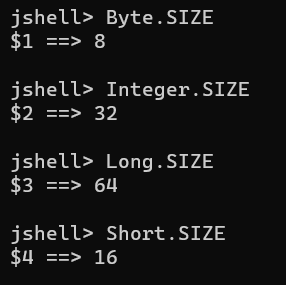 jshell> Byte.SIZE
$1 ==> 8
jshell> Integer.SIZE
$2 ==> 32
jshell> Long.SIZE
$3 ==> 64
jshell> Short.SIZE
$4 ==> 16